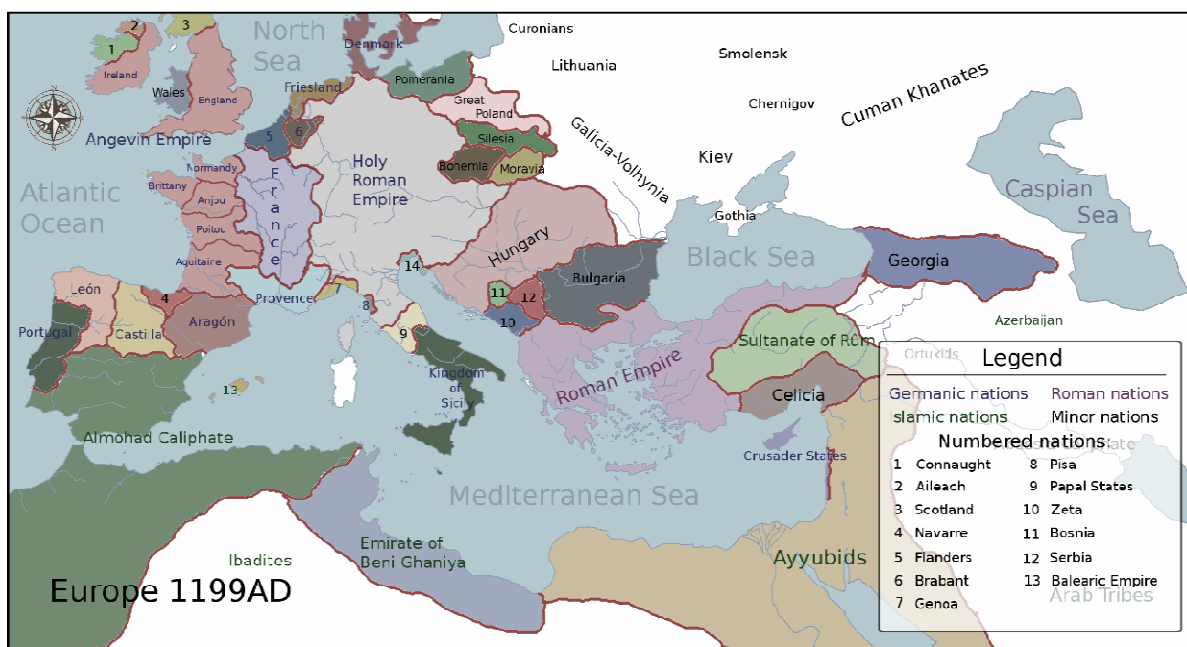 2
3
1
Ireland
Wales
England
North
Sea
Denmark
Friesland
Pomerania
Curonians
Lithuania
Smolensk
Chernigov
Cuman Khanates
Great
Poland
Silesia
Bohemia
Moravia
Galicia-Volhynia
Kiev
Gothia
Caspian
Sea
5
6
Angevin Empire
Normandy
Brittany
Anjou
Poitou
Aquitaine
France
Holy
Roman
Empire
Atlantic
Ocean
Hungary
Black Sea
Georgia
Bulgaria
14
11
12
10
León
4
Provence
7
8
Portugal
Castilla
Aragón
9
13
Kingdom
of
Sicily
Roman Empire
Sultanate of Rûm
Celicia
Azerbaijan
Ortukids
Almohad Caliphate
Crusader States
Mediterranean Sea
Ibadites
Emirate of
Beni Ghaniya
Ayyubids
Europe 1199AD
Legend
Germanic nations
Roman nations
Islamic nations
Minor nations
Numbered nations:
1 Connaught
2 Aileach
3 Scotland
4 Navarre
5 Flanders
6 Brabant
7 Genoa
8 Pisa
9 Papal States
10 Zeta
11 Bosnia
12 Serbia
13 Balearic Empire
Arab Tribes